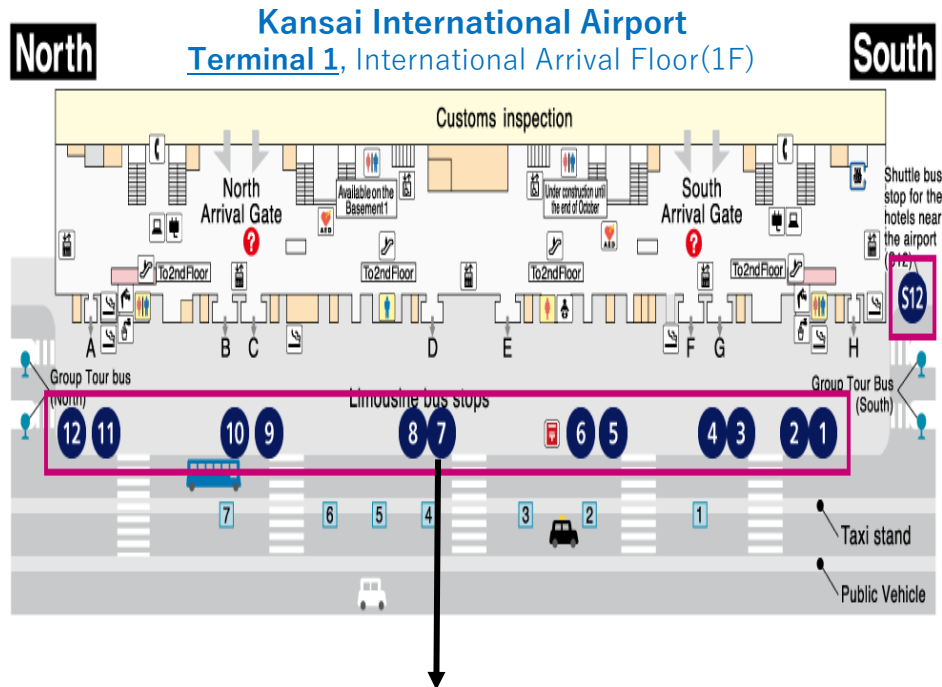 Kansai International Airport
Terminal 1, International Arrival Floor(1F)
North
South
Customs inspection
North
Arrival Gate
Available on the
Basement 1
Under construction until
the end of October
South
Arrival Gate
Shuttle bus
stop for the
hotels near
the airport
(S12)
S12
AED
AED
?
?
To2ndFloor
To2ndFloor
To2ndFloor
To2ndFloor
A
B
C
D
E
F
G
H
Group Tour bus
(North)
Limousine bus stops
Group Tour Bus
(South)
12
11
10
9
8
7
6
5
4
3
2
1
7
6
5
4
3
2
1
Taxi stand
Public Vehicle